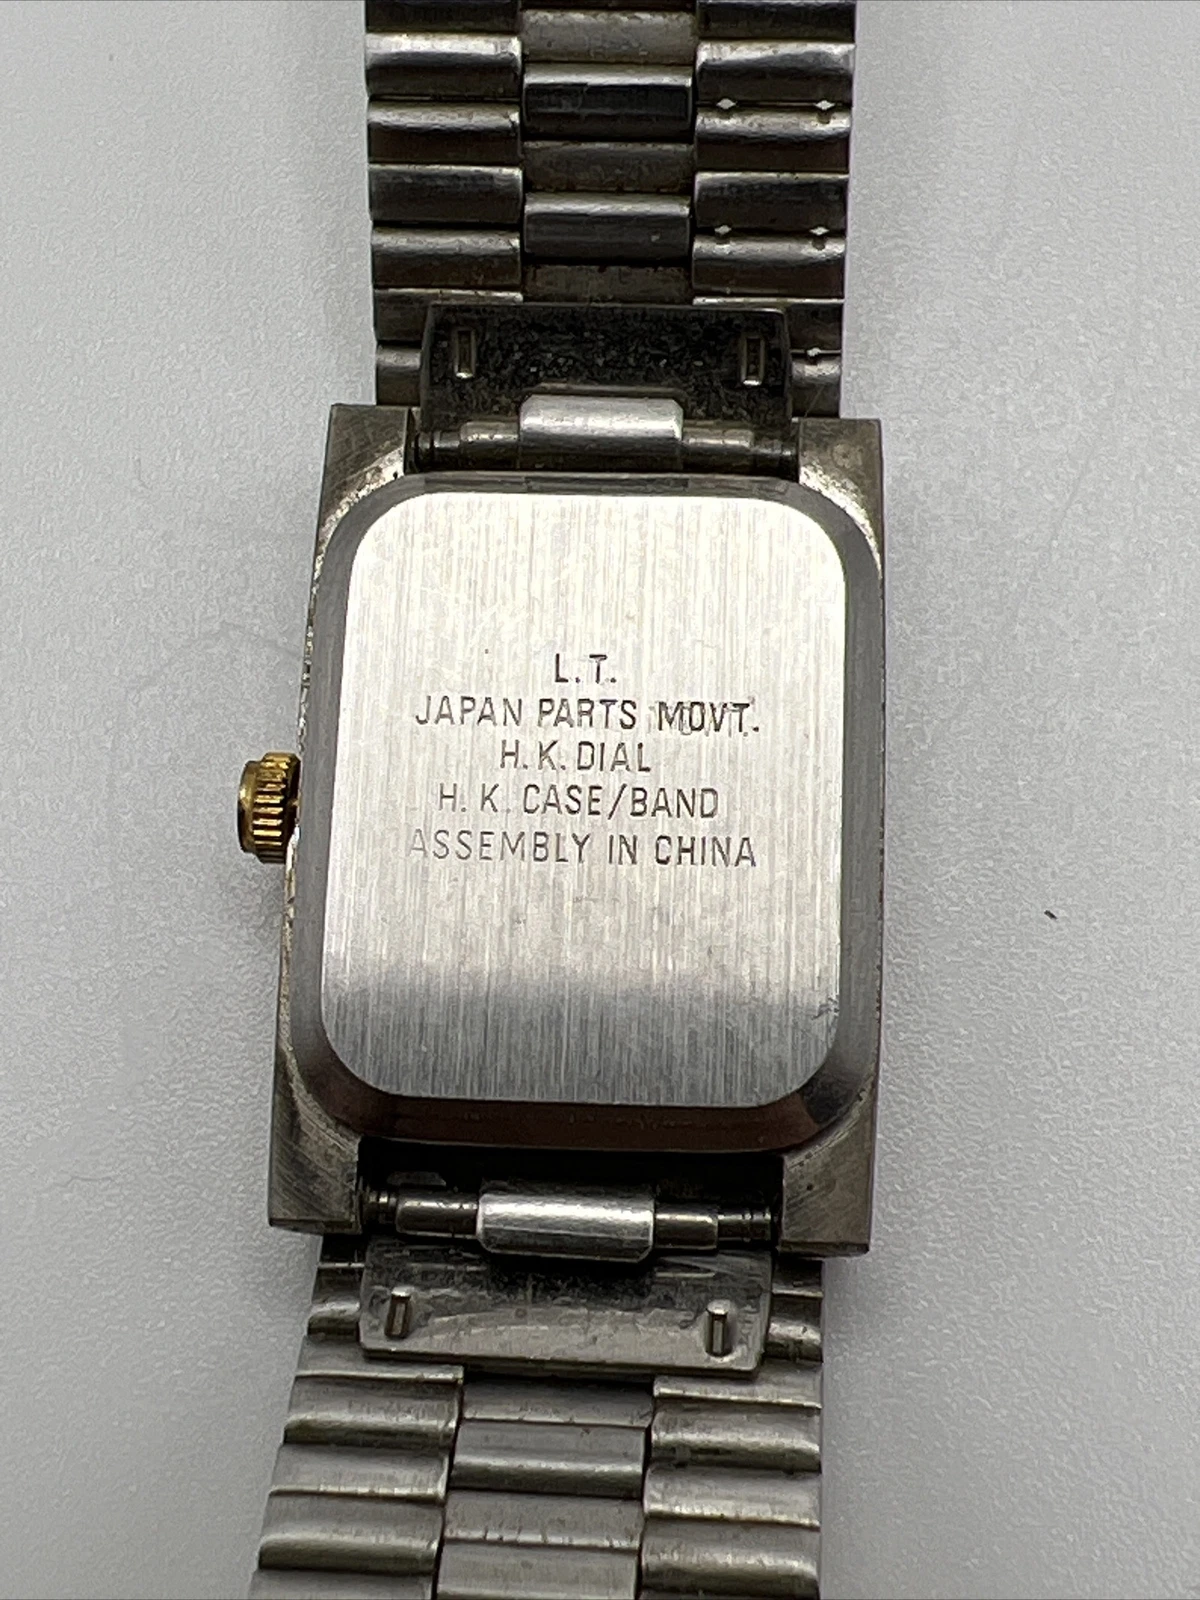 L.T.
JAPAN PARTS MOVT.
H.K. DIAL
H.K. CASE/BAND
ASSEMBLY IN CHINA